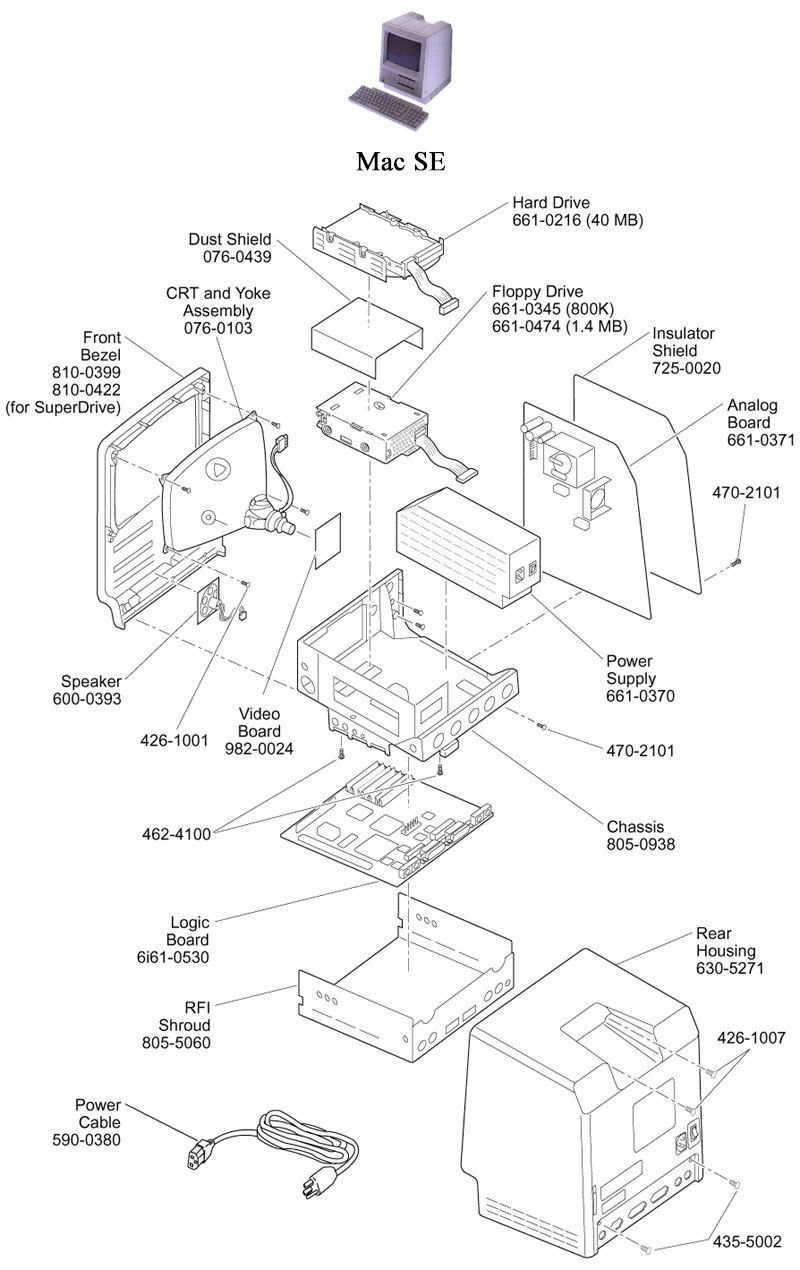 Mac SE
Hard Drive
661-0216 (40 MB)
Dust Shield
076-0439
CRT and Yoke
Assembly
076-0103
Floppy Drive
661-0345 (800K)
661-0474 (1.4 MB)
Front
Bezel
810-0399
810-0422
(for SuperDrive)
Insulator
Shield
725-0020
Analog
Board
661-0371
470-2101
Speaker
600-0393
426-1001
Video
Board
982-0024
Power
Supply
661-0370
470-2101
462-4100
Chassis
805-0938
Logic
Board
6i61-0530
RFI
Shroud
805-5060
Rear
Housing
630-5271
426-1007
Power
Cable
590-0380
435-5002